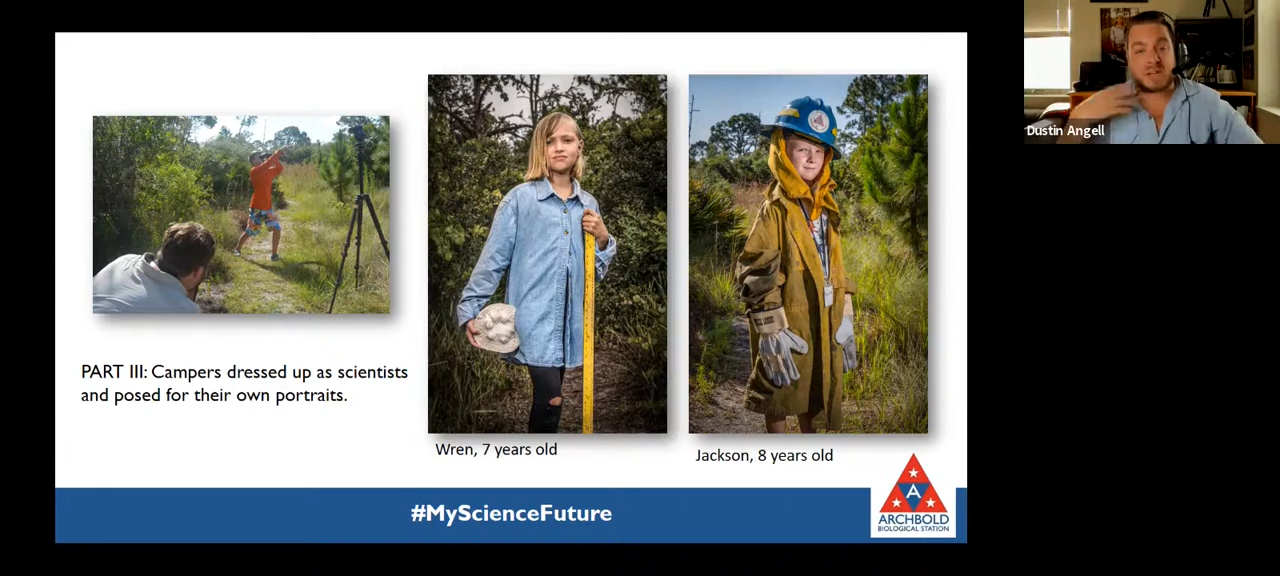 Dustin Angell
PART III: Campers dressed up as scientists
and posed for their own portraits.
Wren, 7 years old
Jackson, 8 years old
#MyScienceFuture
A
ARCHBOLD
BIOLOGICAL STATION